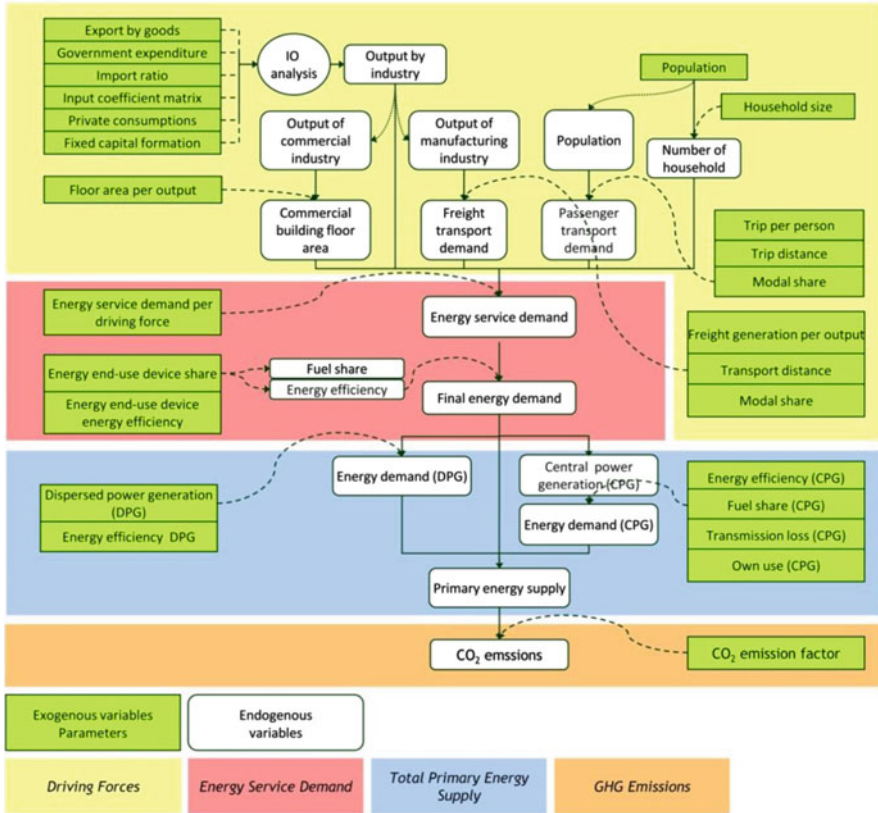 Export by goods
Government expenditure
Import ratio
Input coefficient matrix
Private consumptions
Fixed capital formation
IO
analysis
Output by
industry
Population
Household size
Output of
commercial
industry
Output of
manufacturing
industry
Population
Number of
household
Floor area per output
Commercial
building floor
area
Freight
transport
demand
Passenger
transport
demand
Trip per person
Trip distance
Modal share
Energy service demand per
driving force
Energy service demand
Freight generation per output
Transport distance
Modal share
Energy end-use device share
Energy end-use device
energy efficiency
Fuel share
Energy efficiency
Final energy demand
Energy demand (DPG)
Central power
generation (CPG)
Energy demand (CPG)
Dispersed power generation
(DPG)
Energy efficiency DPG
Energy efficiency (CPG)
Fuel share (CPG)
Transmission loss (CPG)
Own use (CPG)
Primary energy supply
CO₂ emssions
CO₂ emission factor
Exogenous variables
Parameters
Endogenous
variables
Driving Forces
Energy Service Demand
Total Primary Energy
Supply
GHG Emissions